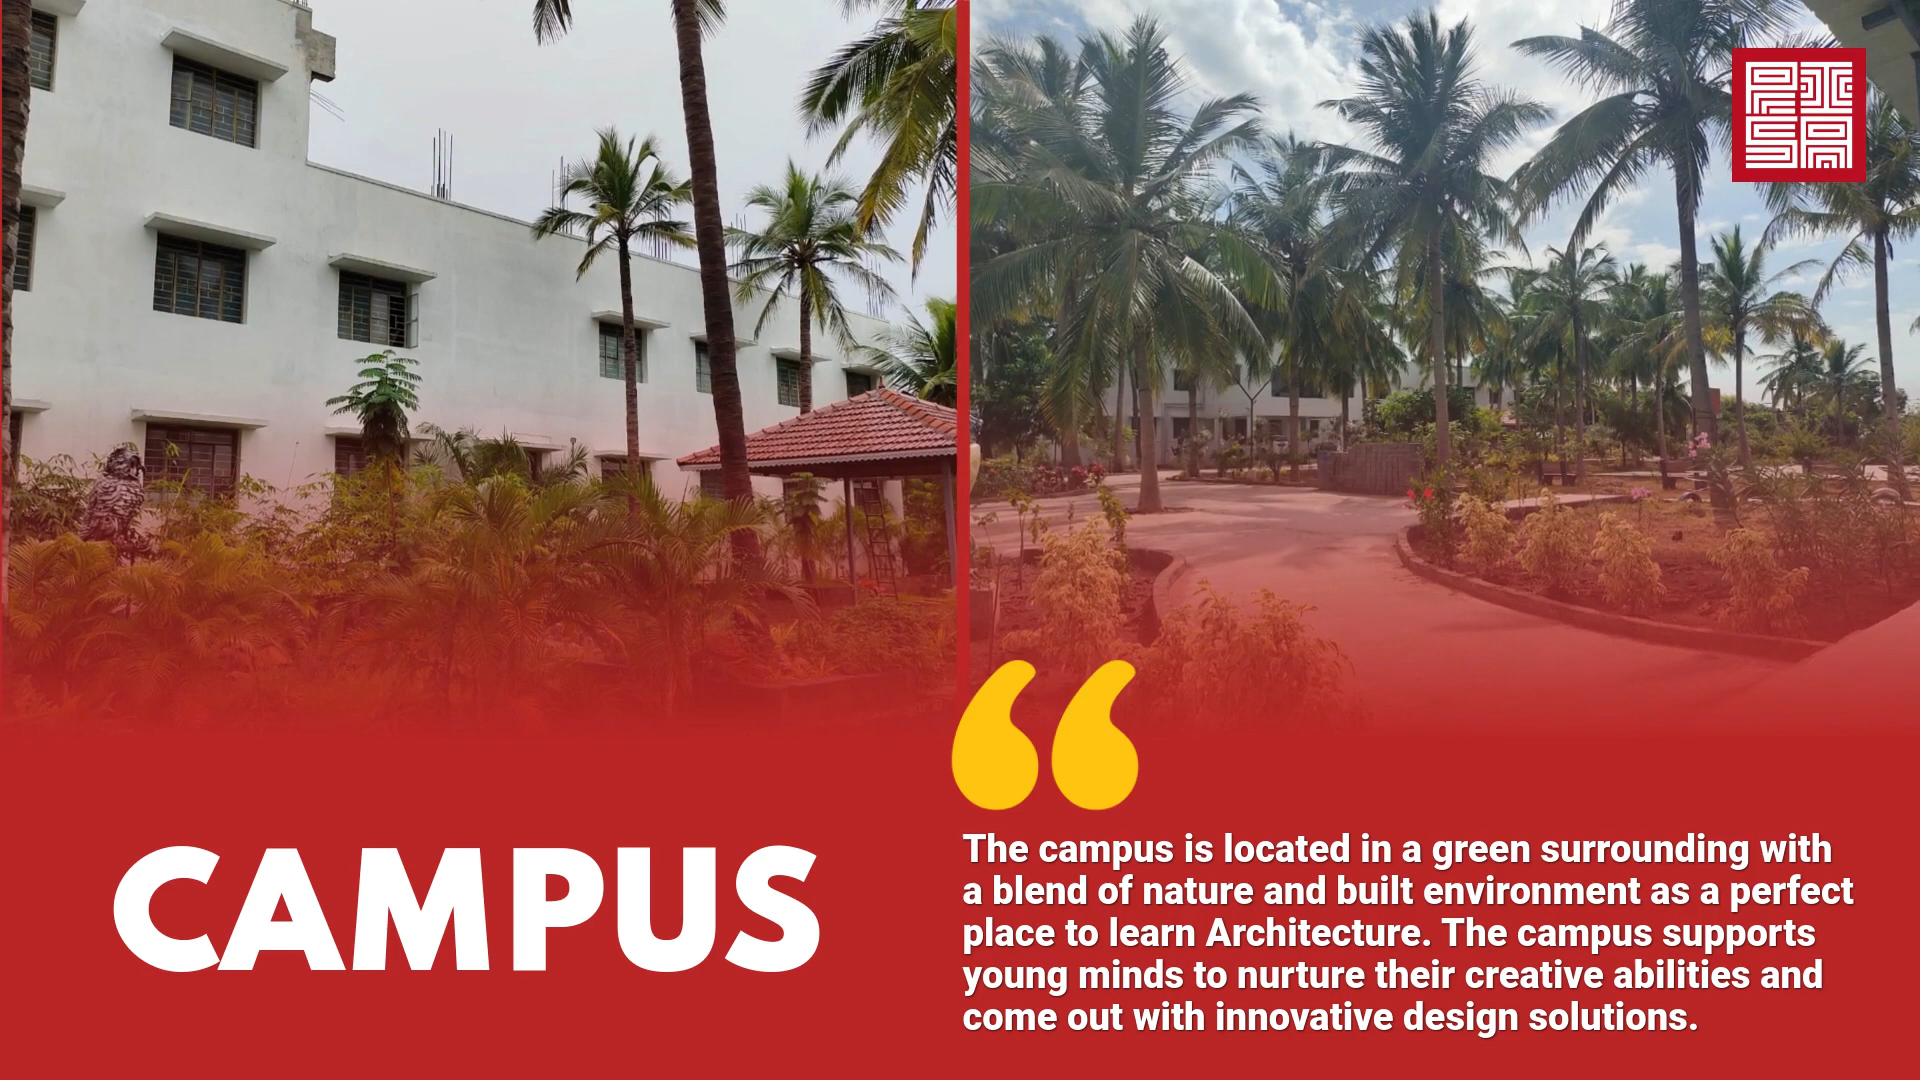 CAMPUS
The campus is located in a green surrounding with
a blend of nature and built environment as a perfect
place to learn Architecture. The campus supports
young minds to nurture their creative abilities and
come out with innovative design solutions.